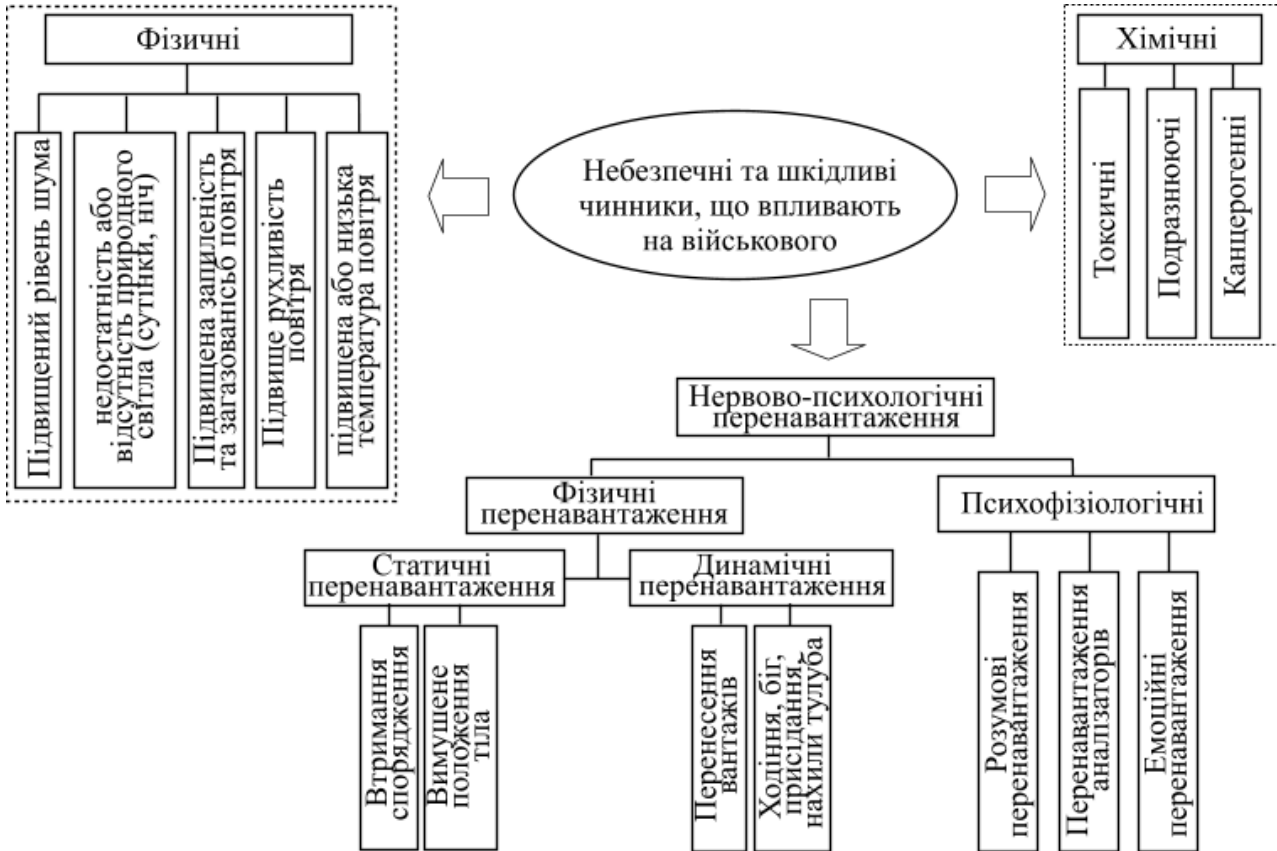 Фізичні
Підвищений рівень шума
недостатність або
відсутність природного
світла (сутінки, ніч)
Підвищена запиленість
та загазованісьб повітря
Підвище рухливість
повітря
підвищена або низька
температура повітря
Небезпечні та шкідливі
чинники, що впливають
на військового
Хімічні
Токсичні
Подразнюючі
Канцерогенні
Нервово-психологічні
перенавантаження
Фізичні
перенавантаження
Психофізіологічні
Статичні
перенавантаження
Динамічні
перенавантаження
Втримання
спорядження
Вимушене
положення
тіла
Перенесення
вантажів
Ходіння, біг,
присідання,
нахили тулуба
Розумові
перенавантаження
Перенавантаження
аналізаторів
Емоційні
перенавантаження